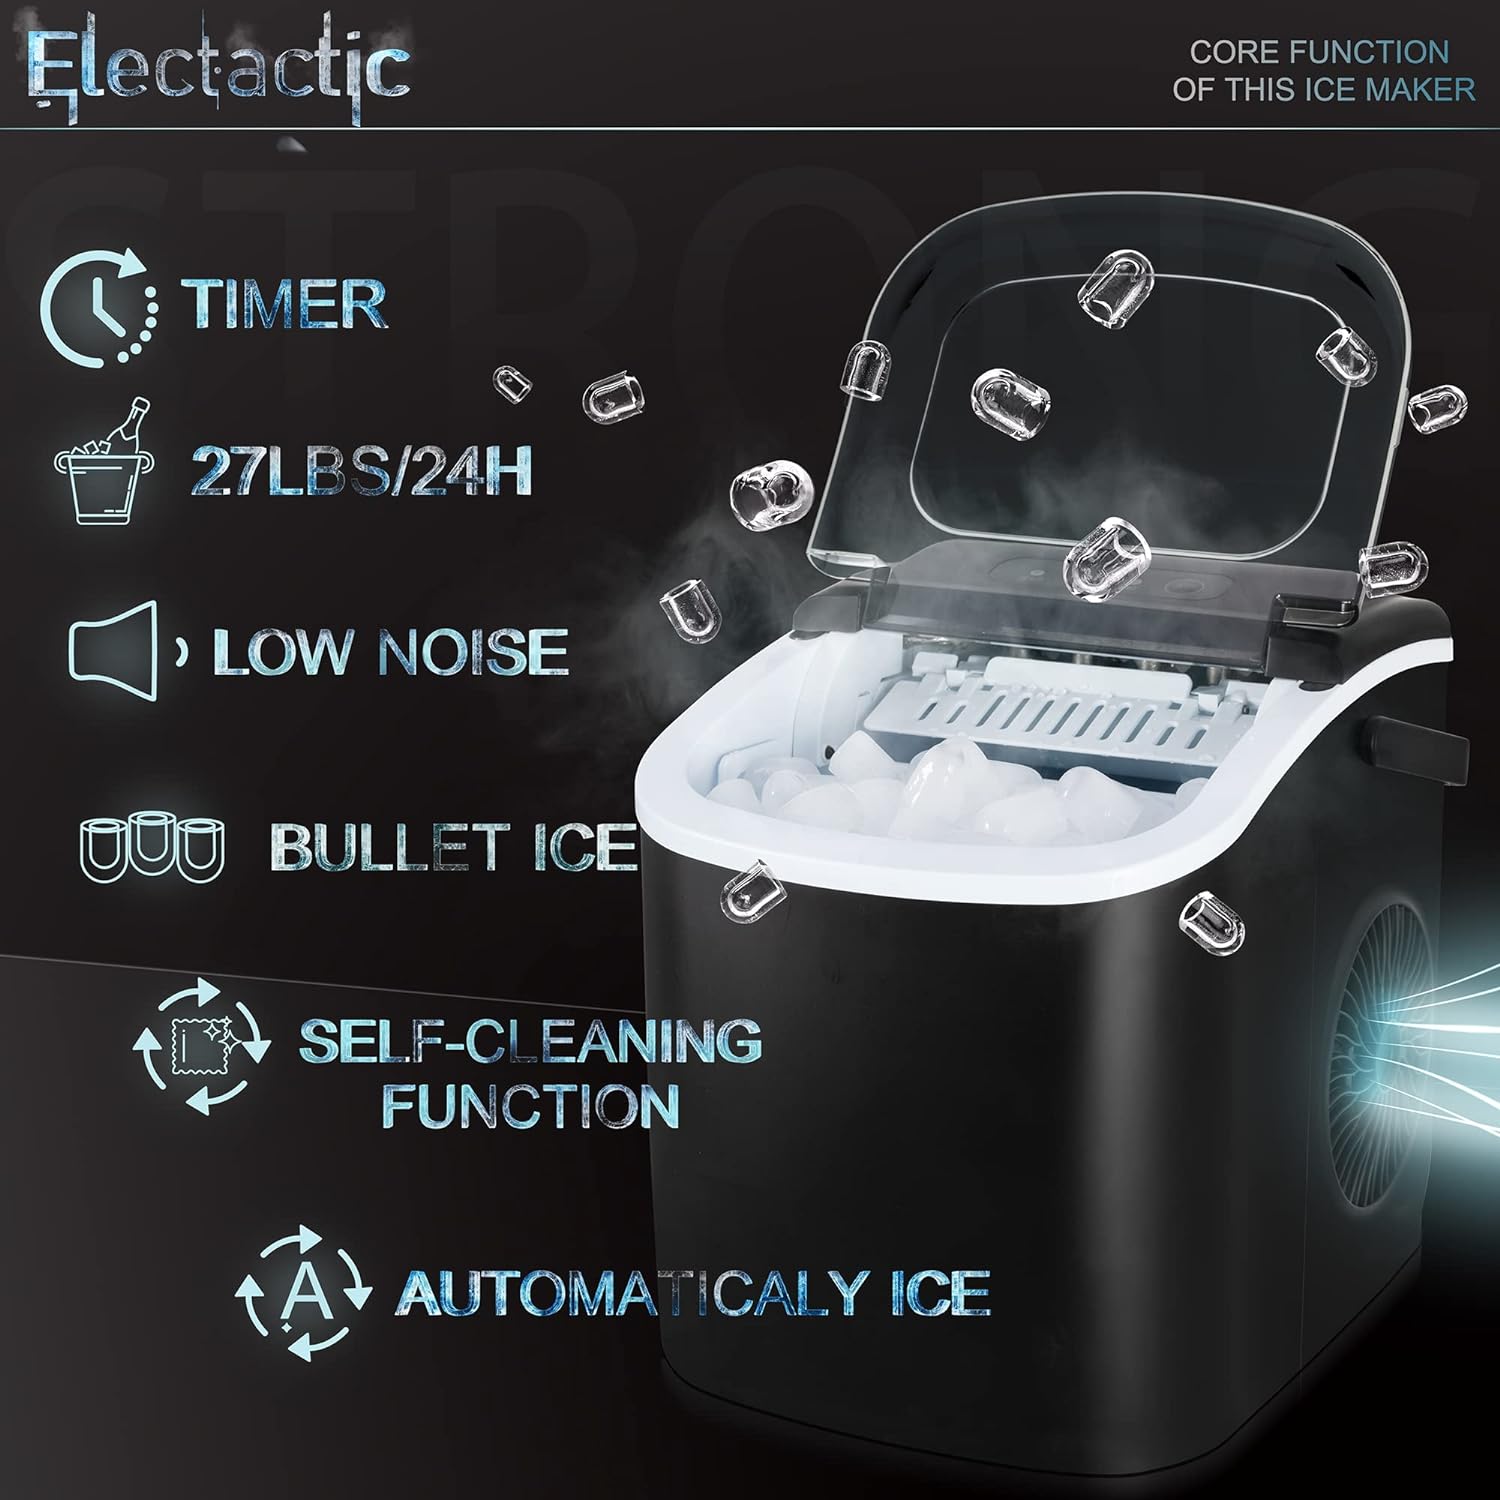 Electactic
CORE FUNCTION
OF THIS ICE MAKER
STRONG
TIMER
27LBS/24H
LOW NOISE
BULLET ICE
SELF-CLEANING
FUNCTION
A
AUTOMATICALY ICE